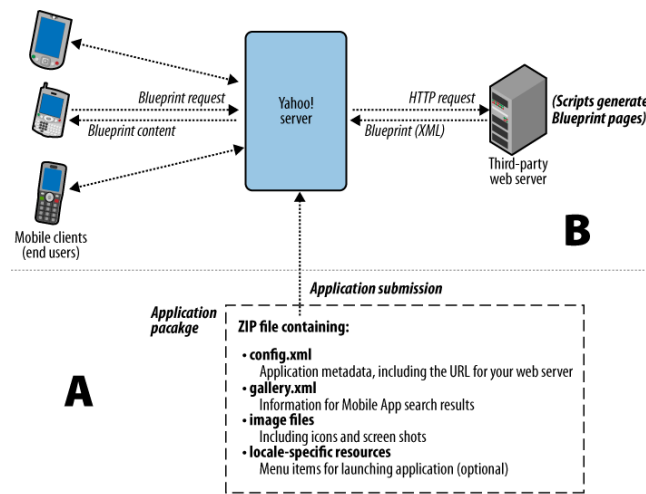 Blueprint request
Blueprint content
Yahoo!
server
HTTP request
Blueprint (XML)
(Scripts generate
Blueprint pages)
Third-party
web server
Mobile clients
(end users)
B
Application submission
Application
pacakge
ZIP file containing:
• config.xml
Application metadata, including the URL for your web server
• gallery.xml
Information for Mobile App search results
• image files
Including icons and screen shots
• locale-specific resources
Menu items for launching application (optional)
A